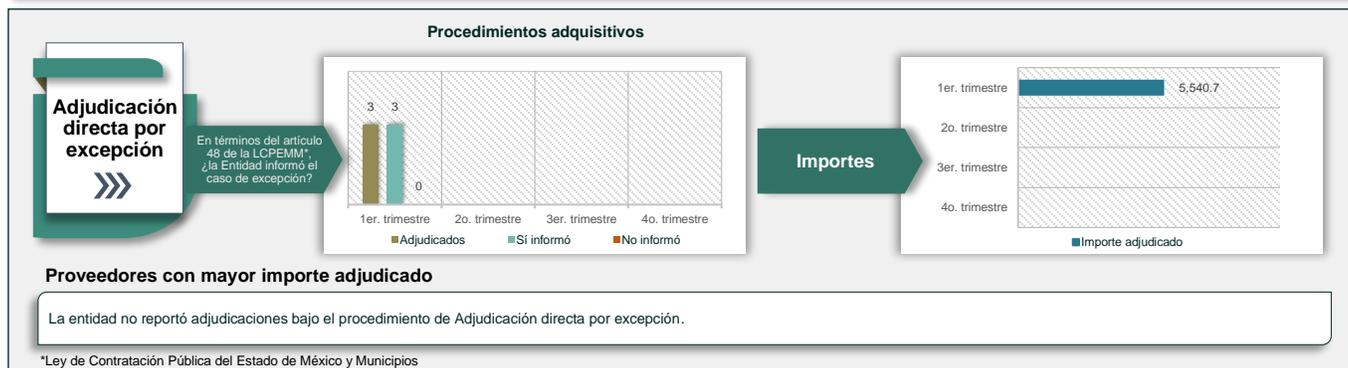 Procedimientos adquisitivos
Adjudicación
directa por
excepción
En términos del artículo
48 de la LCPEMM*,
¿la Entidad informó el
caso de excepción?
3 3
0
1er. trimestre 2o. trimestre 3er. trimestre 4o. trimestre
Adjudicados Sí informó No informó
Importes
1er. trimestre 5,540.7
2o. trimestre
3er. trimestre
4o. trimestre
Importe adjudicado
Proveedores con mayor importe adjudicado
La entidad no reportó adjudicaciones bajo el procedimiento de Adjudicación directa por excepción.
*Ley de Contratación Pública del Estado de México y Municipios